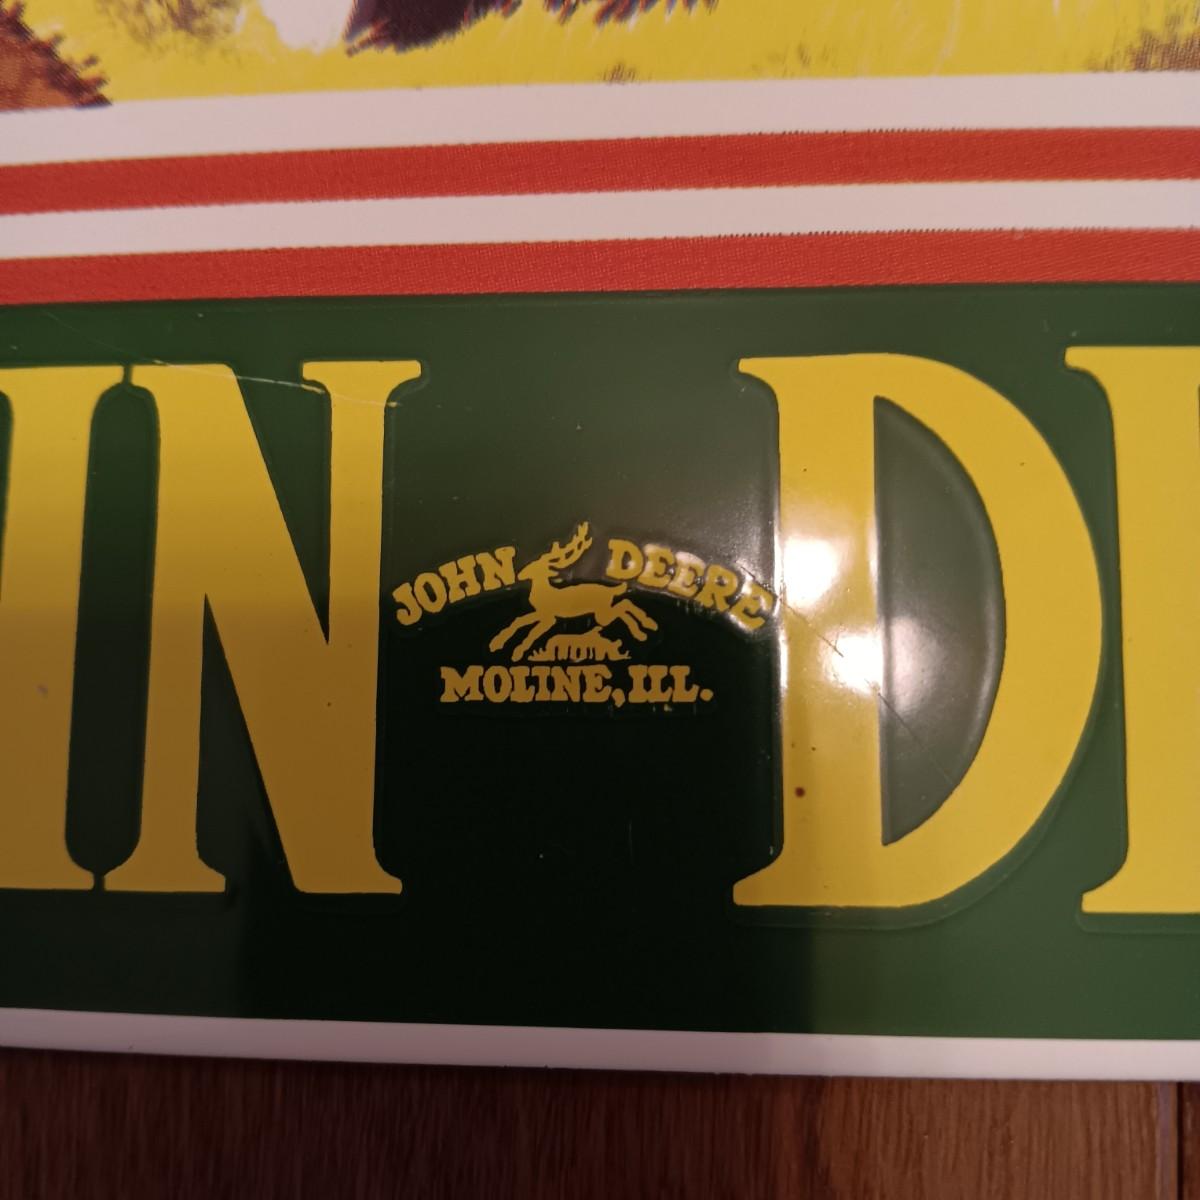 IN DE
JOHN DEERE
MOLINE, ILL.